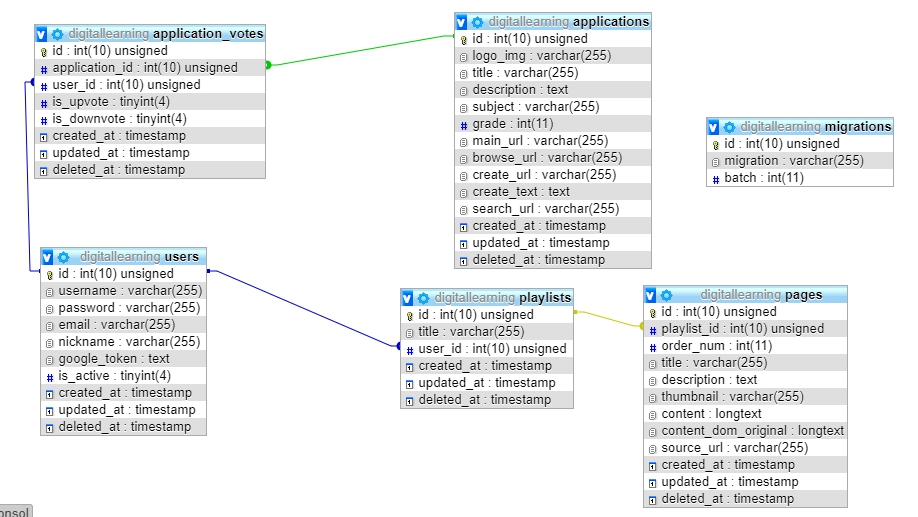 digitallearning application_votes
id : int(10) unsigned
application_id : int(10) unsigned
user_id : int(10) unsigned
is_upvote : tinyint(4)
is_downvote : tinyint(4)
created_at : timestamp
updated_at : timestamp
deleted_at : timestamp
digitallearning applications
id : int(10) unsigned
logo_img : varchar(255)
title : varchar(255)
description : text
subject : varchar(255)
grade : int(11)
main_url : varchar(255)
browse_url : varchar(255)
create_url : varchar(255)
create_text : text
search_url : varchar(255)
created_at : timestamp
updated_at : timestamp
deleted_at : timestamp
digitallearning migrations
id : int(10) unsigned
migration : varchar(255)
batch : int(11)
digitallearning users
id : int(10) unsigned
username : varchar(255)
password : varchar(255)
email : varchar(255)
nickname : varchar(255)
google_token : text
is_active : tinyint(4)
created_at : timestamp
updated_at : timestamp
deleted_at : timestamp
digitallearning playlists
id : int(10) unsigned
title : varchar(255)
user_id : int(10) unsigned
created_at : timestamp
updated_at : timestamp
deleted_at : timestamp
digitallearning pages
id : int(10) unsigned
playlist_id : int(10) unsigned
order_num : int(11)
title : varchar(255)
description : text
thumbnail : varchar(255)
content : longtext
content_dom_original : longtext
source_url : varchar(255)
created_at : timestamp
updated_at : timestamp
deleted_at : timestamp
onsol